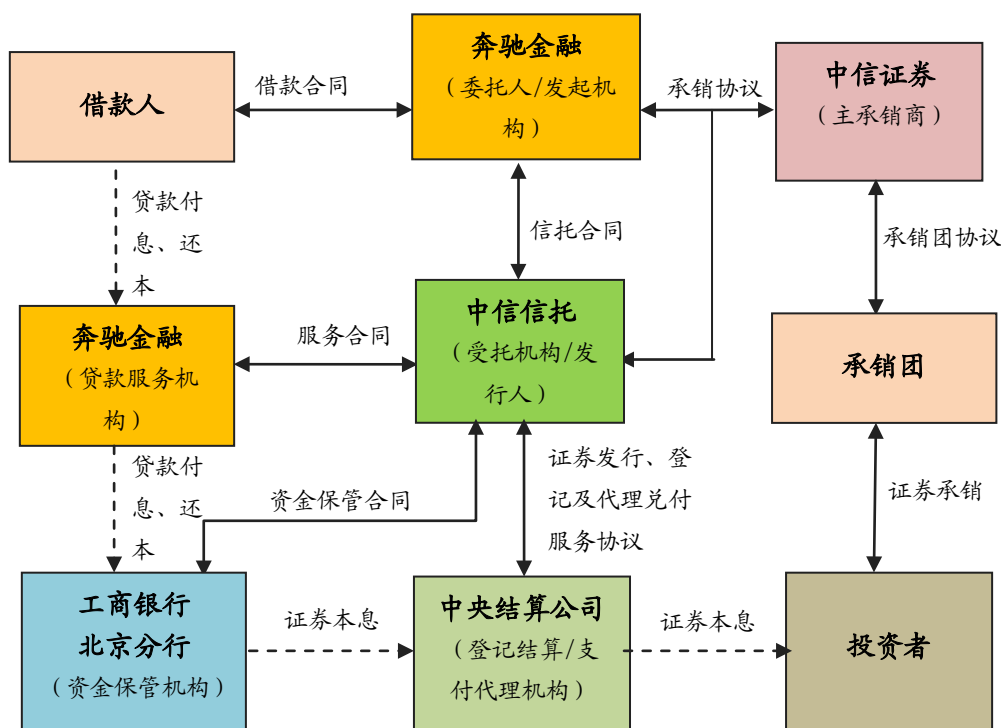 奔驰金融
（委托人/发起机
构）
中信证券
（主承销商）
借款人
借款合同
承销协议
贷款付
息、还
本
信托合同
承销团协议
奔驰金融
（贷款服务机
构）
服务合同
中信信托
（受托机构/发
行人）
承销团
贷款付
息、还
本
资金保管合同
证券发行、登
记及代理兑付
服务协议
证券承销
工商银行
北京分行
（资金保管机构）
证券本息
中央结算公司
（登记结算/支
付代理机构）
证券本息
投资者